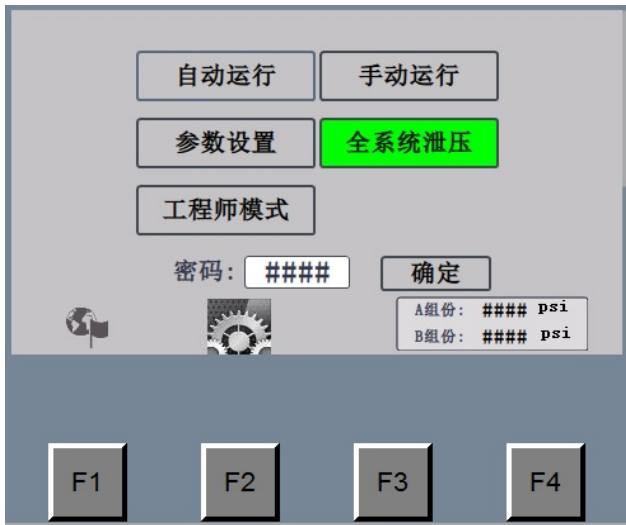 自动运行 手动运行
参数设置 全系统泄压
工程师模式
密码: #### 确定
A组份: #### psi
B组份: #### psi
F1 F2 F3 F4